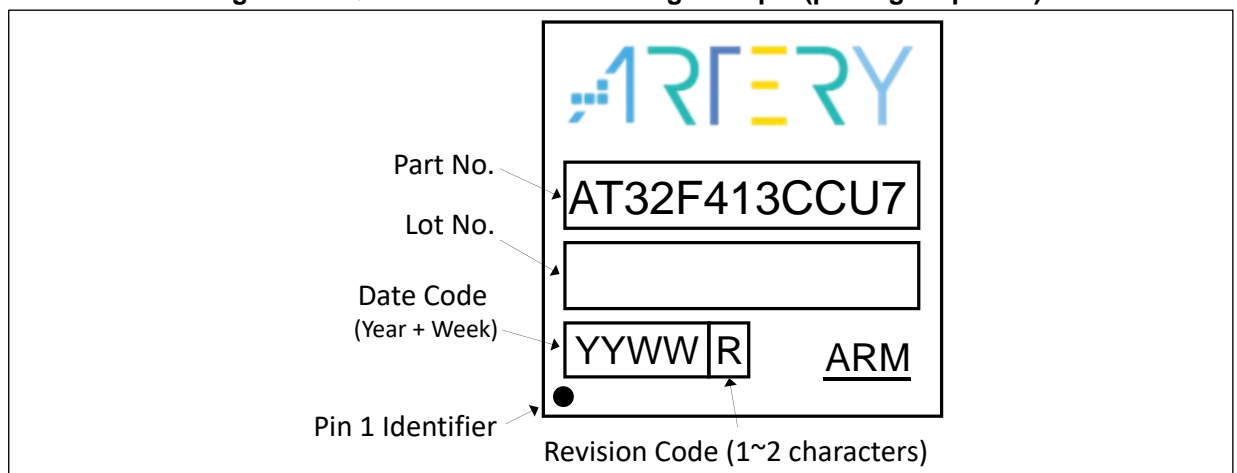 ARTERY
Part No.
AT32F413CCU7
Lot No.
Date Code
(Year + Week)
YYWW R
ARM
Pin 1 Identifier
Revision Code (1~2 characters)